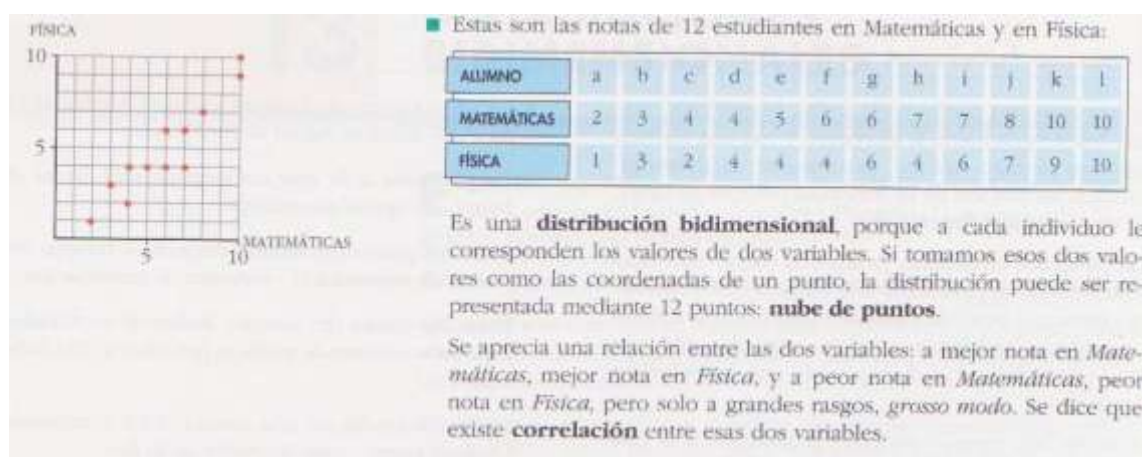 FÍSICA
10
5
5
10
MATEMÁTICAS
Estas son las notas de 12 estudiantes en Matemáticas y en Física:
ALUMNO a b c d e f g h i j k l
MATEMÁTICAS 2 3 4 4 5 6 6 7 7 8 10 10
FÍSICA 1 3 2 4 4 4 6 4 6 7 9 10
Es una distribución bidimensional, porque a cada individuo le
corresponden los valores de dos variables. Si tomamos esos dos valo-
res como las coordenadas de un punto, la distribución puede ser re-
presentada mediante 12 puntos: nube de puntos.
Se aprecia una relación entre las dos variables: a mejor nota en Mate-
máticas, mejor nota en Física, y a peor nota en Matemáticas, peor
nota en Física, pero solo a grandes rasgos, grosso modo. Se dice que
existe correlación entre esas dos variables.